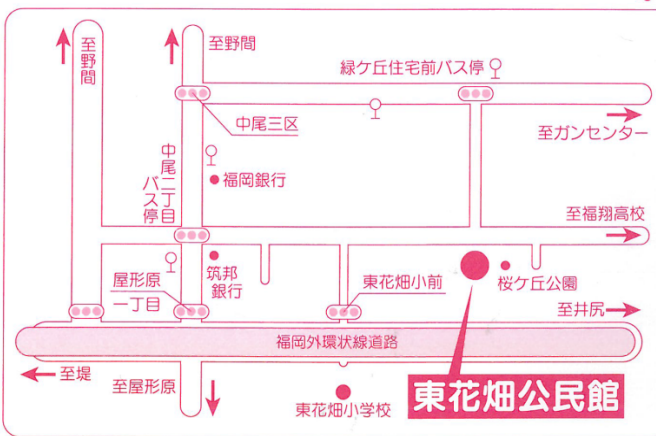 至野間
至野間
緑ケ丘住宅前バス停
中尾三区
至ガンセンター
中尾二丁目
バス停
福岡銀行
至福翔高校
屋形原
一丁目
筑邦
銀行
東花畑小前
桜ケ丘公園
至井尻
福岡外環状線道路
至堤
至屋形原
東花畑小学校
東花畑公民館